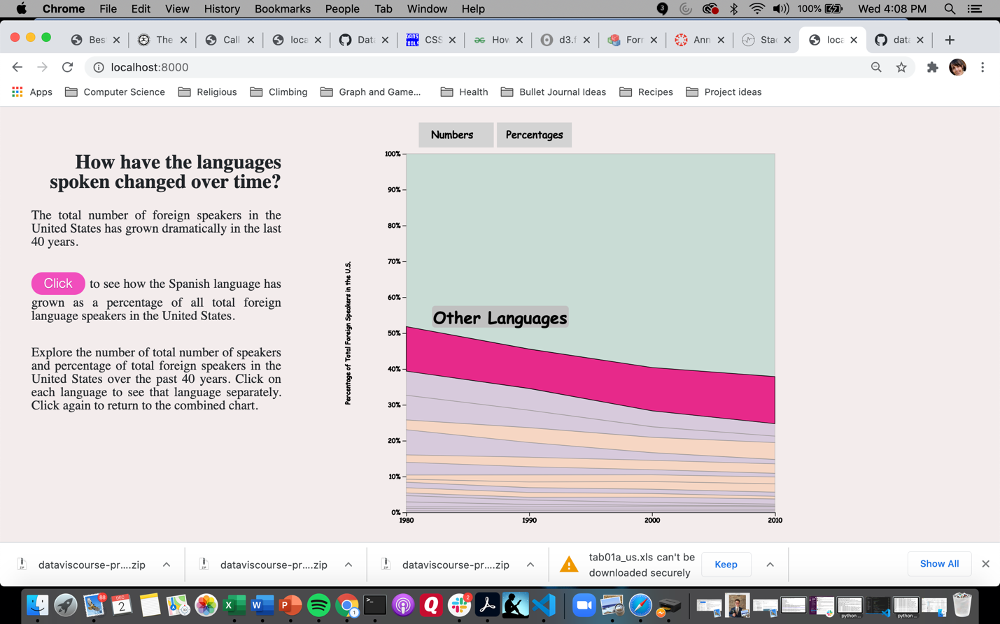 Chrome File Edit View History Bookmarks People Tab Window Help 3 100% Wed 4:08 PM
Bes The Call loca Data CSS How d3.f Forr Ann Stac loca data
localhost:8000
Apps Computer Science Religious Climbing Graph and Game... Health Bullet Journal Ideas Recipes Project ideas
Numbers Percentages
How have the languages
spoken changed over time?
The total number of foreign speakers in the
United States has grown dramatically in the last
40 years.
Click to see how the Spanish language has
grown as a percentage of all total foreign
language speakers in the United States.
Explore the number of total number of speakers
and percentage of total foreign speakers in the
United States over the past 40 years. Click on
each language to see that language separately.
Click again to return to the combined chart.
Percentage of Total Foreign Speakers in the U.S.
100%
90%
80%
70%
60%
50%
40%
30%
20%
10%
0%
Other Languages
1980 1990 2000 2010
dataviscourse-pr....zip dataviscourse-pr....zip dataviscourse-pr....zip
tab01a_us.xls can't be
downloaded securely
Keep
Show All
88
DEC
2
1
2
python ...
python ...